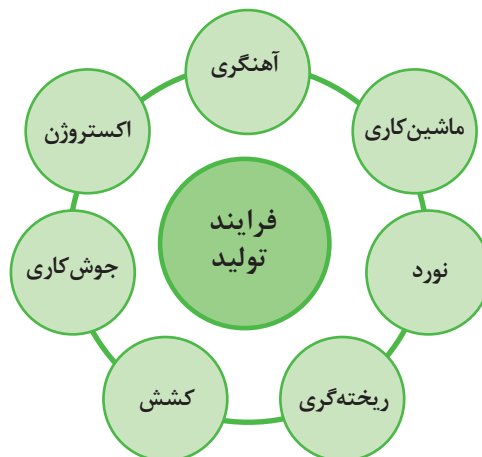 آهنگری
ماشین‌کاری
نورد
ریخته‌گری
کشش
جوش‌کاری
اکستروژن
فرایند
تولید